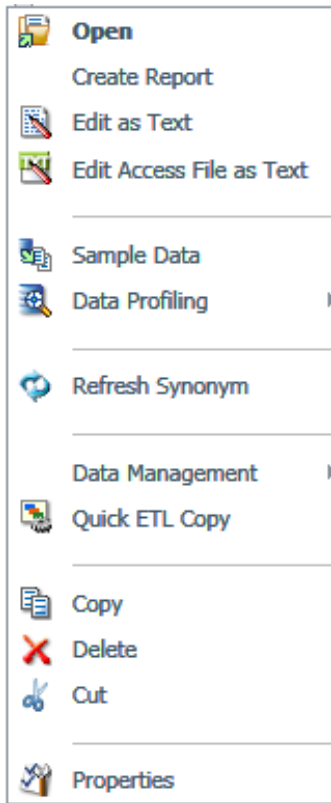 Open
Create Report
Edit as Text
Edit Access File as Text
Sample Data
Data Profiling
Refresh Synonym
Data Management
Quick ETL Copy
Copy
Delete
Cut
Properties